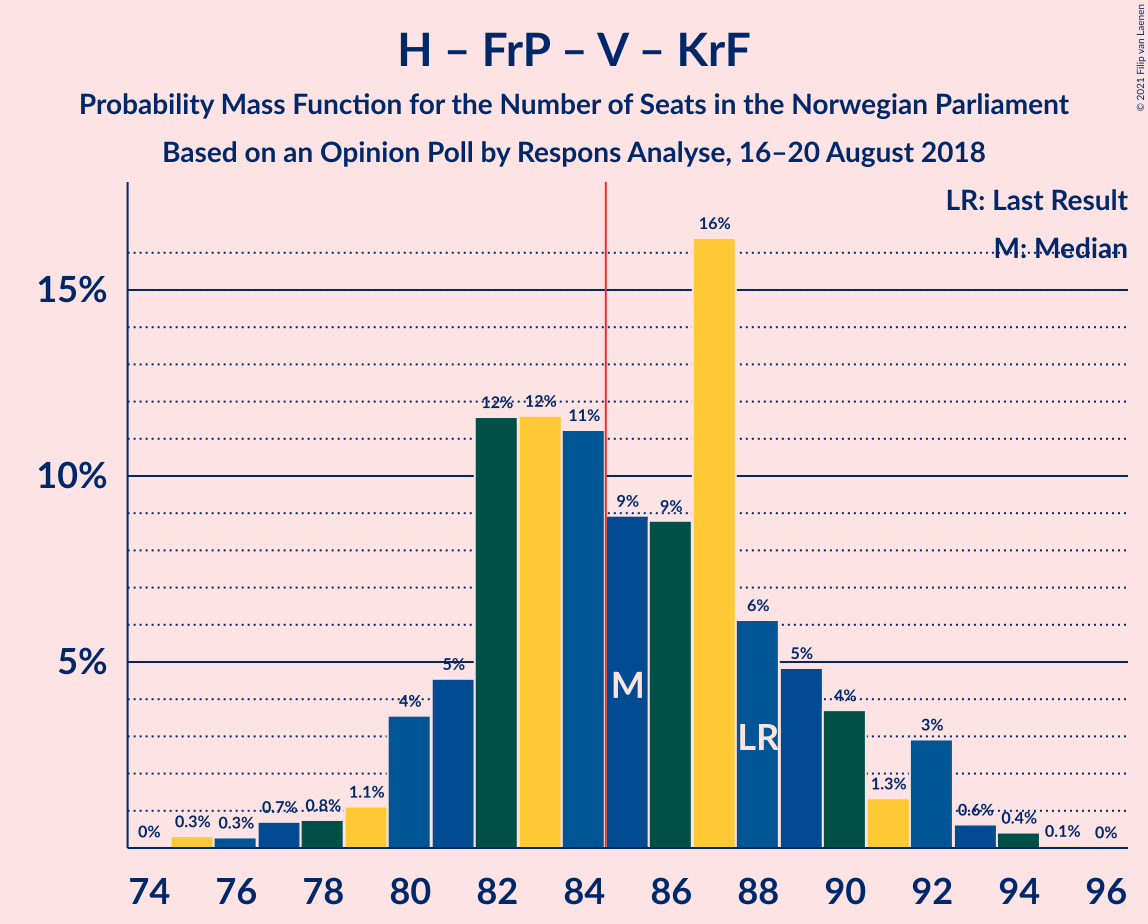 H – FrP – V – KrF
Probability Mass Function for the Number of Seats in the Norwegian Parliament
Based on an Opinion Poll by Respons Analyse, 16–20 August 2018
© 2021 Filip van Laenen
LR: Last Result
M: Median
15%
10%
5%
0%
0.3%
0.3%
0.7%
0.8%
1.1%
4%
5%
12%
12%
11%
9%
9%
16%
6%
5%
4%
1.3%
3%
0.6%
0.4%
0.1%
0%
M
LR
74 76 78 80 82 84 86 88 90 92 94 96